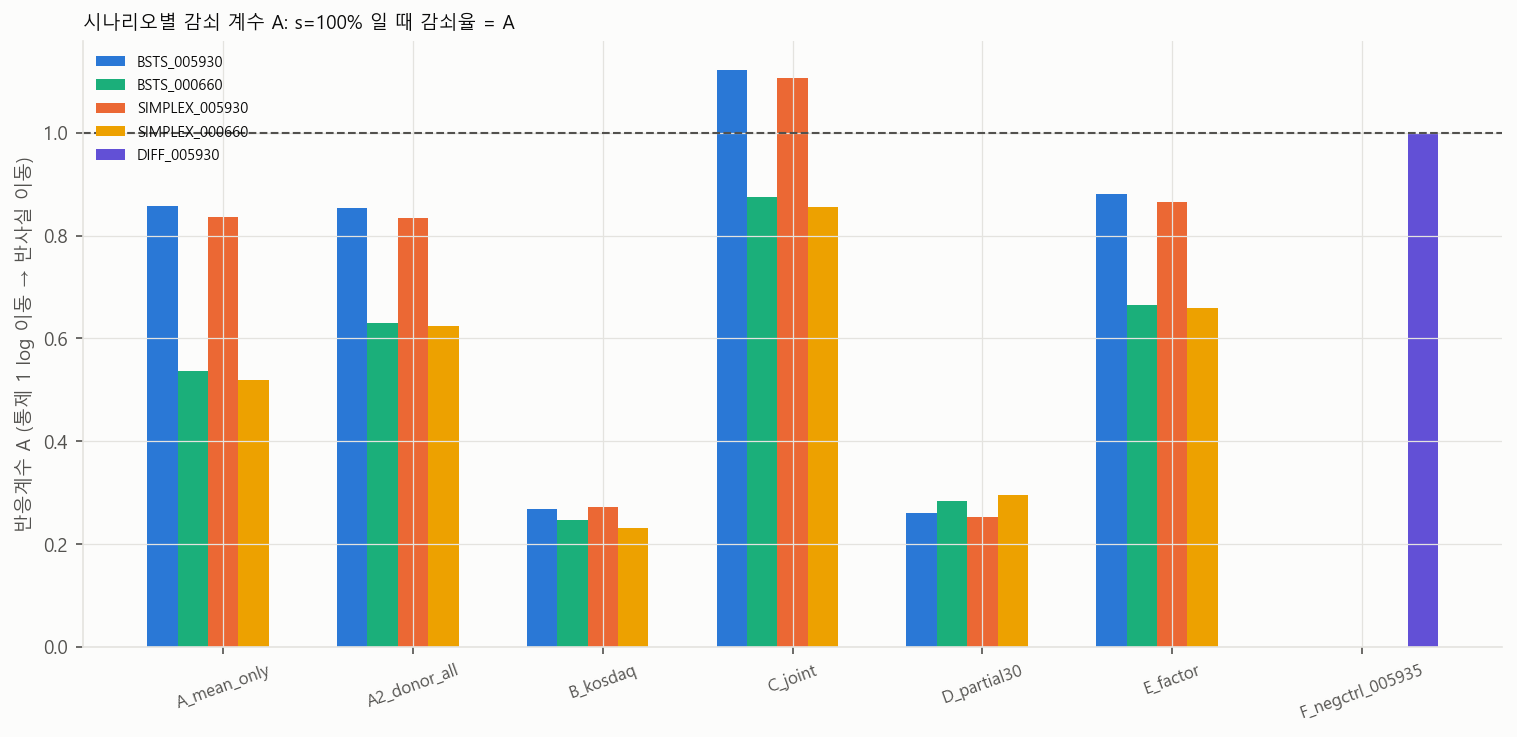 시나리오별 감쇠 계수 A: s=100% 일 때 감쇠율 = A
BSTS_005930
BSTS_000660
SIMPLEX_005930
SIMPLEX_000660
DIFF_005930
반응계수 A (통제 1 log 이동 → 반사실 이동)
1.0
0.8
0.6
0.4
0.2
0.0
A_mean_only
A2_donor_all
B_kosdaq
C_joint
D_partial30
E_factor
F_negctrl_005935